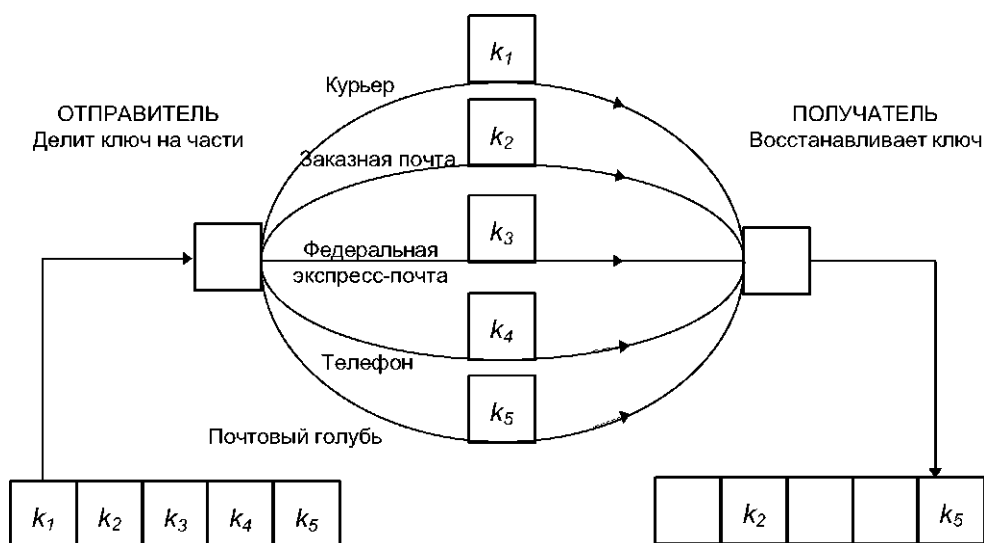 k1
Курьер
ОТПРАВИТЕЛЬ
Делит ключ на части
ПОЛУЧАТЕЛЬ
Восстанавливает ключ
k2
Заказная почта
k3
Федеральная
экспресс-почта
k4
Телефон
k5
Почтовый голубь
k1 k2 k3 k4 k5
k2 k5